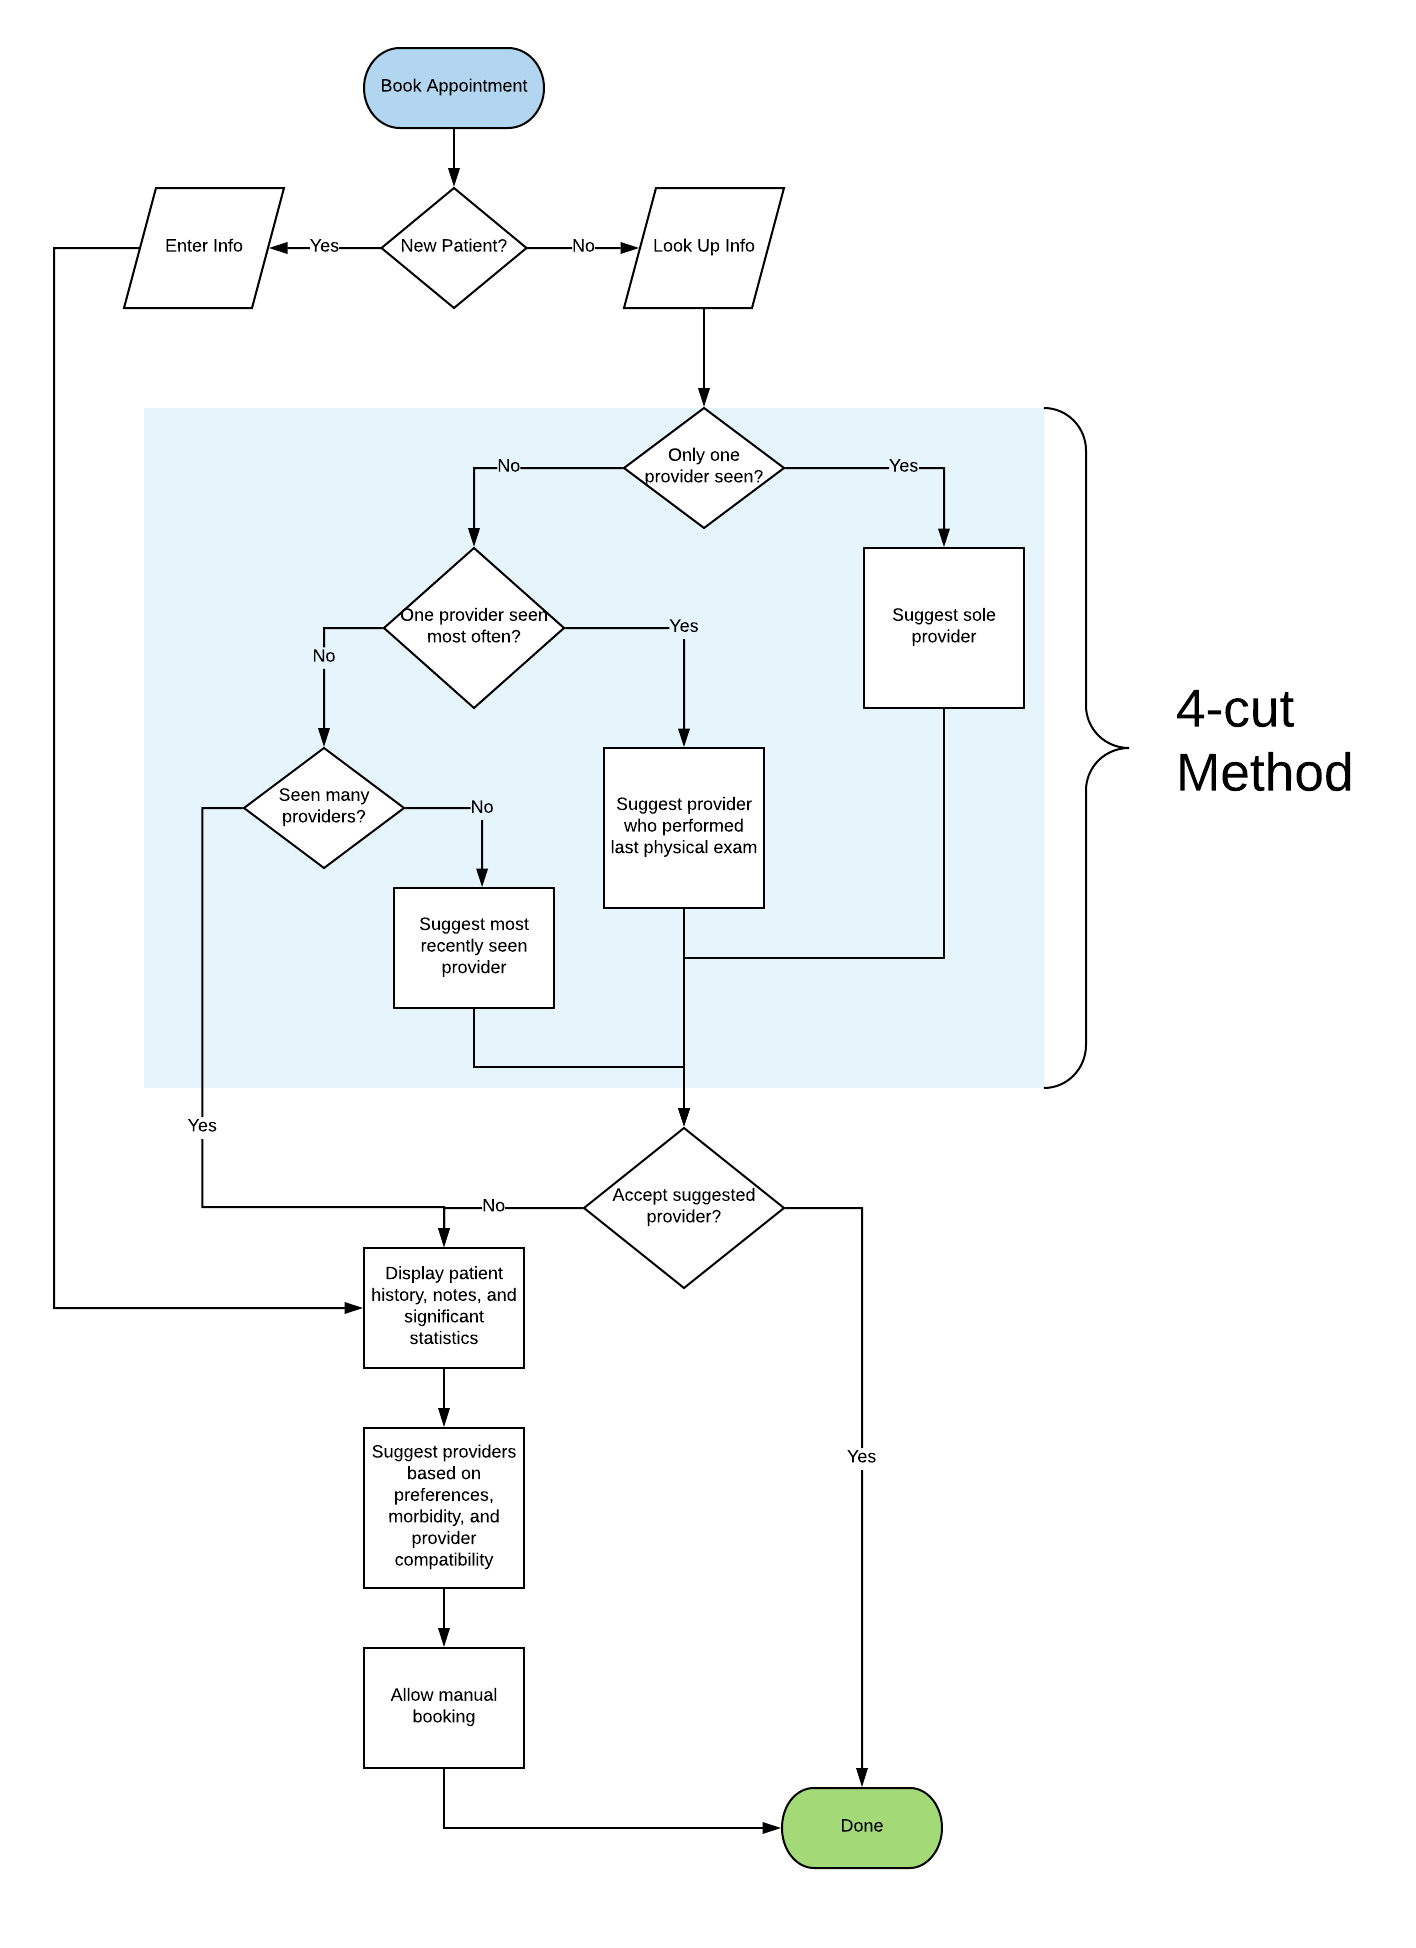 Book Appointment
Enter Info
Yes
New Patient?
No
Look Up Info
Only one
provider seen?
No
Yes
One provider seen
most often?
Suggest sole
provider
Yes
No
4-cut
Method
Seen many
providers?
No
Suggest provider
who performed
last physical exam
Suggest most
recently seen
provider
Yes
Accept suggested
provider?
No
Display patient
history, notes, and
significant
statistics
Yes
Suggest providers
based on
preferences,
morbidity, and
provider
compatibility
Allow manual
booking
Done